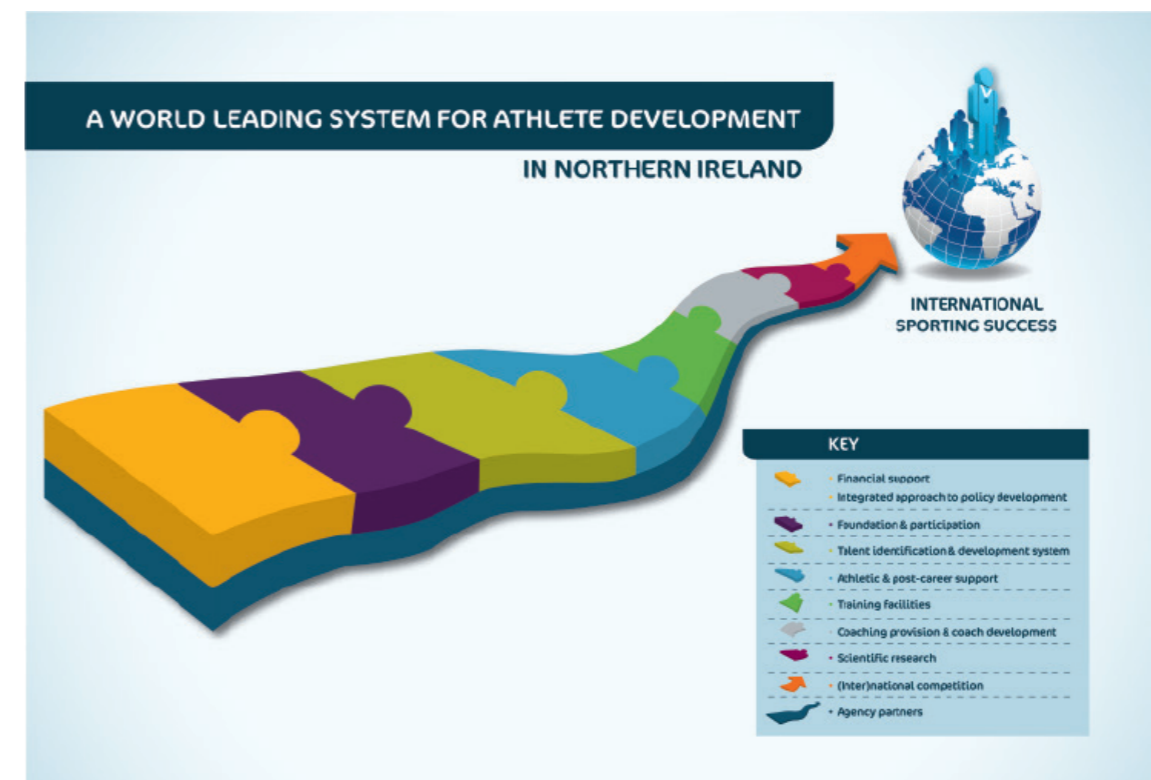 A WORLD LEADING SYSTEM FOR ATHLETE DEVELOPMENT
IN NORTHERN IRELAND
INTERNATIONAL
SPORTING SUCCESS
KEY
• Financial support
• Integrated approach to policy development
• Foundation & participation
• Talent identification & development system
• Athletic & post-career support
• Training facilities
• Coaching provision & coach development
• Scientific research
• (Inter)national competition
• Agency partners